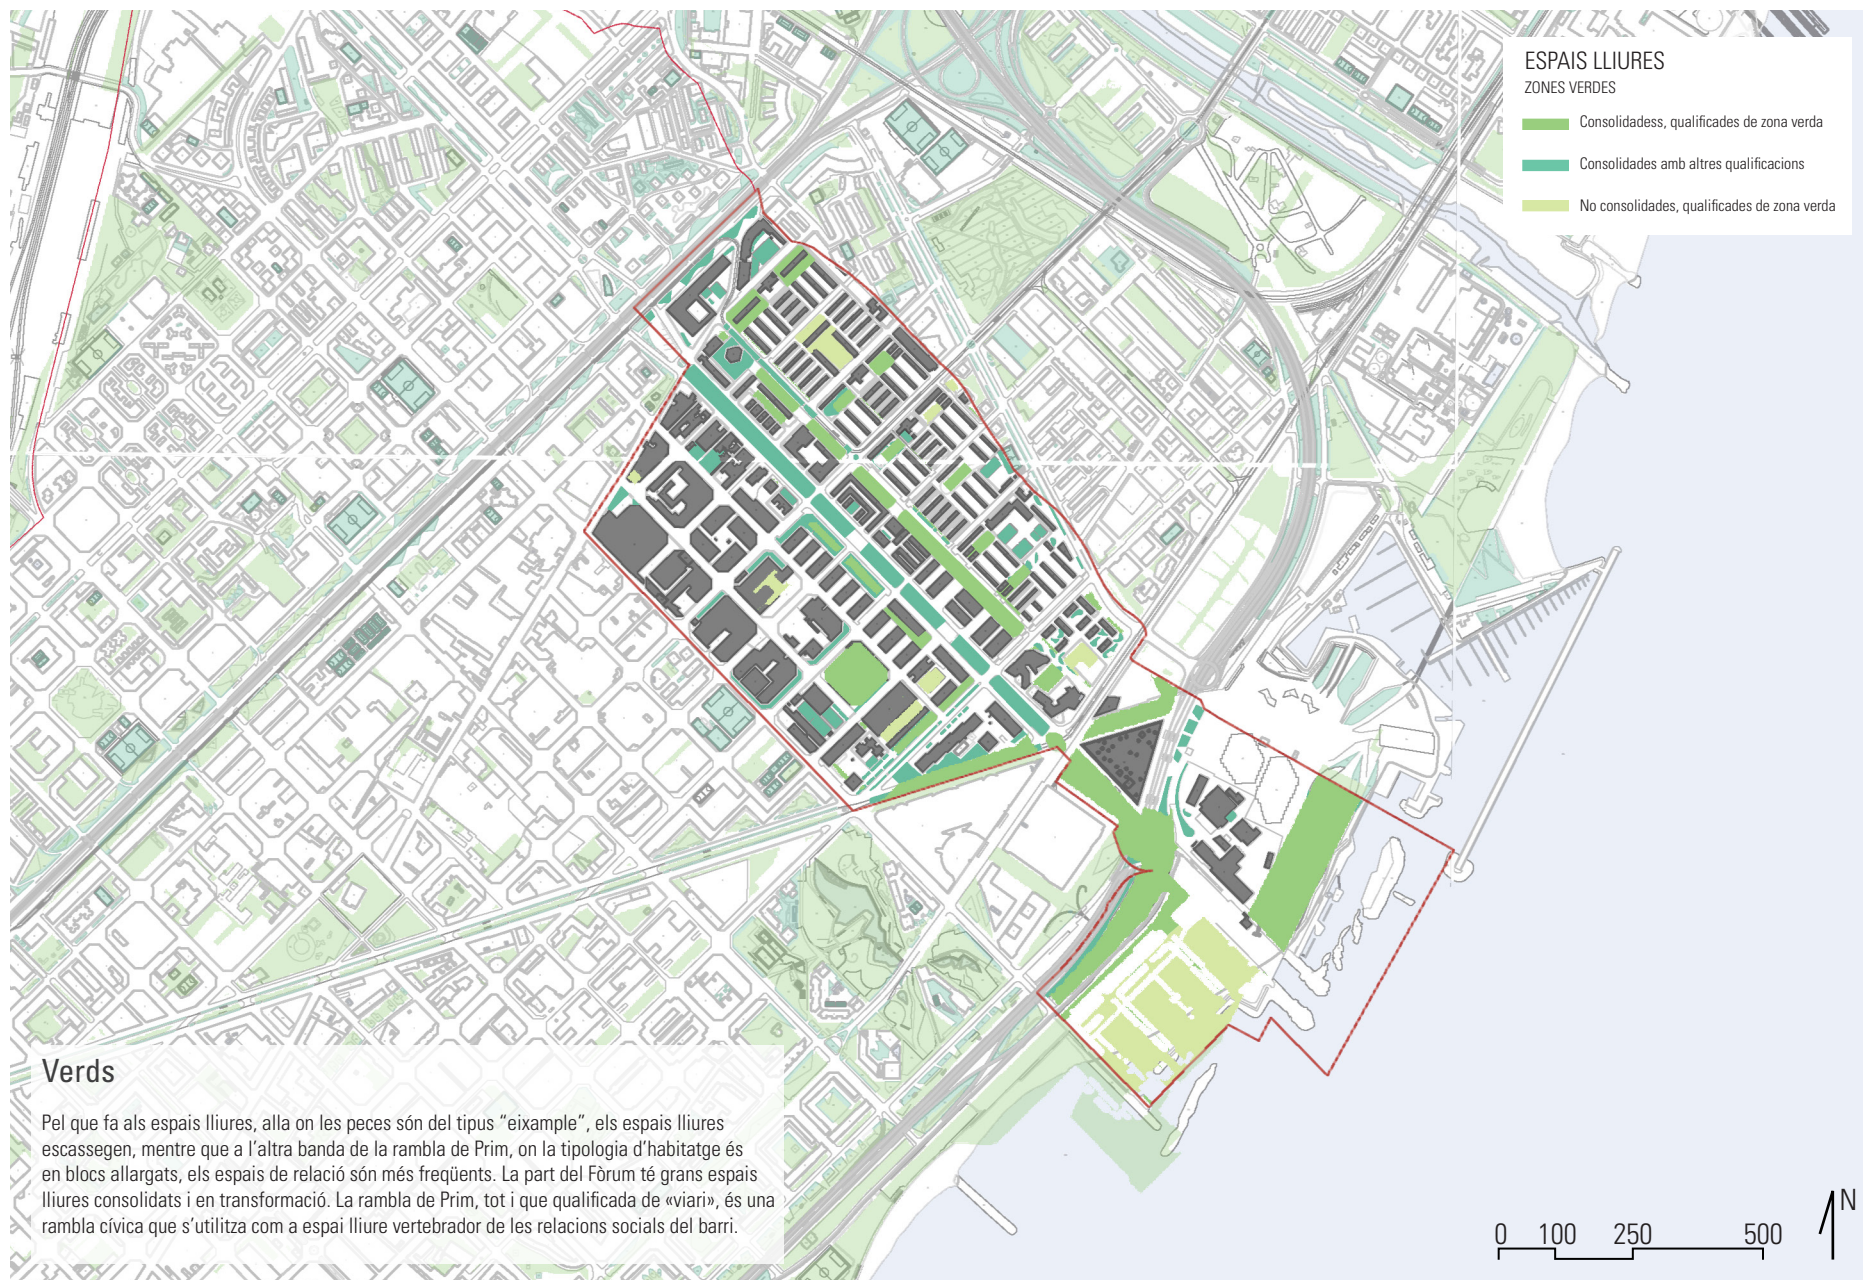 ESPAIS LLIURES
ZONES VERDES
Consolidadess, qualificades de zona verda
Consolidades amb altres qualificacions
No consolidades, qualificades de zona verda
Verds
Pel que fa als espais lliures, alla on les peces són del tipus “eixample”, els espais lliures
escassegen, mentre que a l’altra banda de la rambla de Prim, on la tipologia d’habitatge és
en blocs allargats, els espais de relació són més freqüents. La part del Fòrum té grans espais
lliures consolidats i en transformació. La rambla de Prim, tot i que qualificada de «viari», és una
rambla cívica que s’utilitza com a espai lliure vertebrador de les relacions socials del barri.
0 100 250 500
N